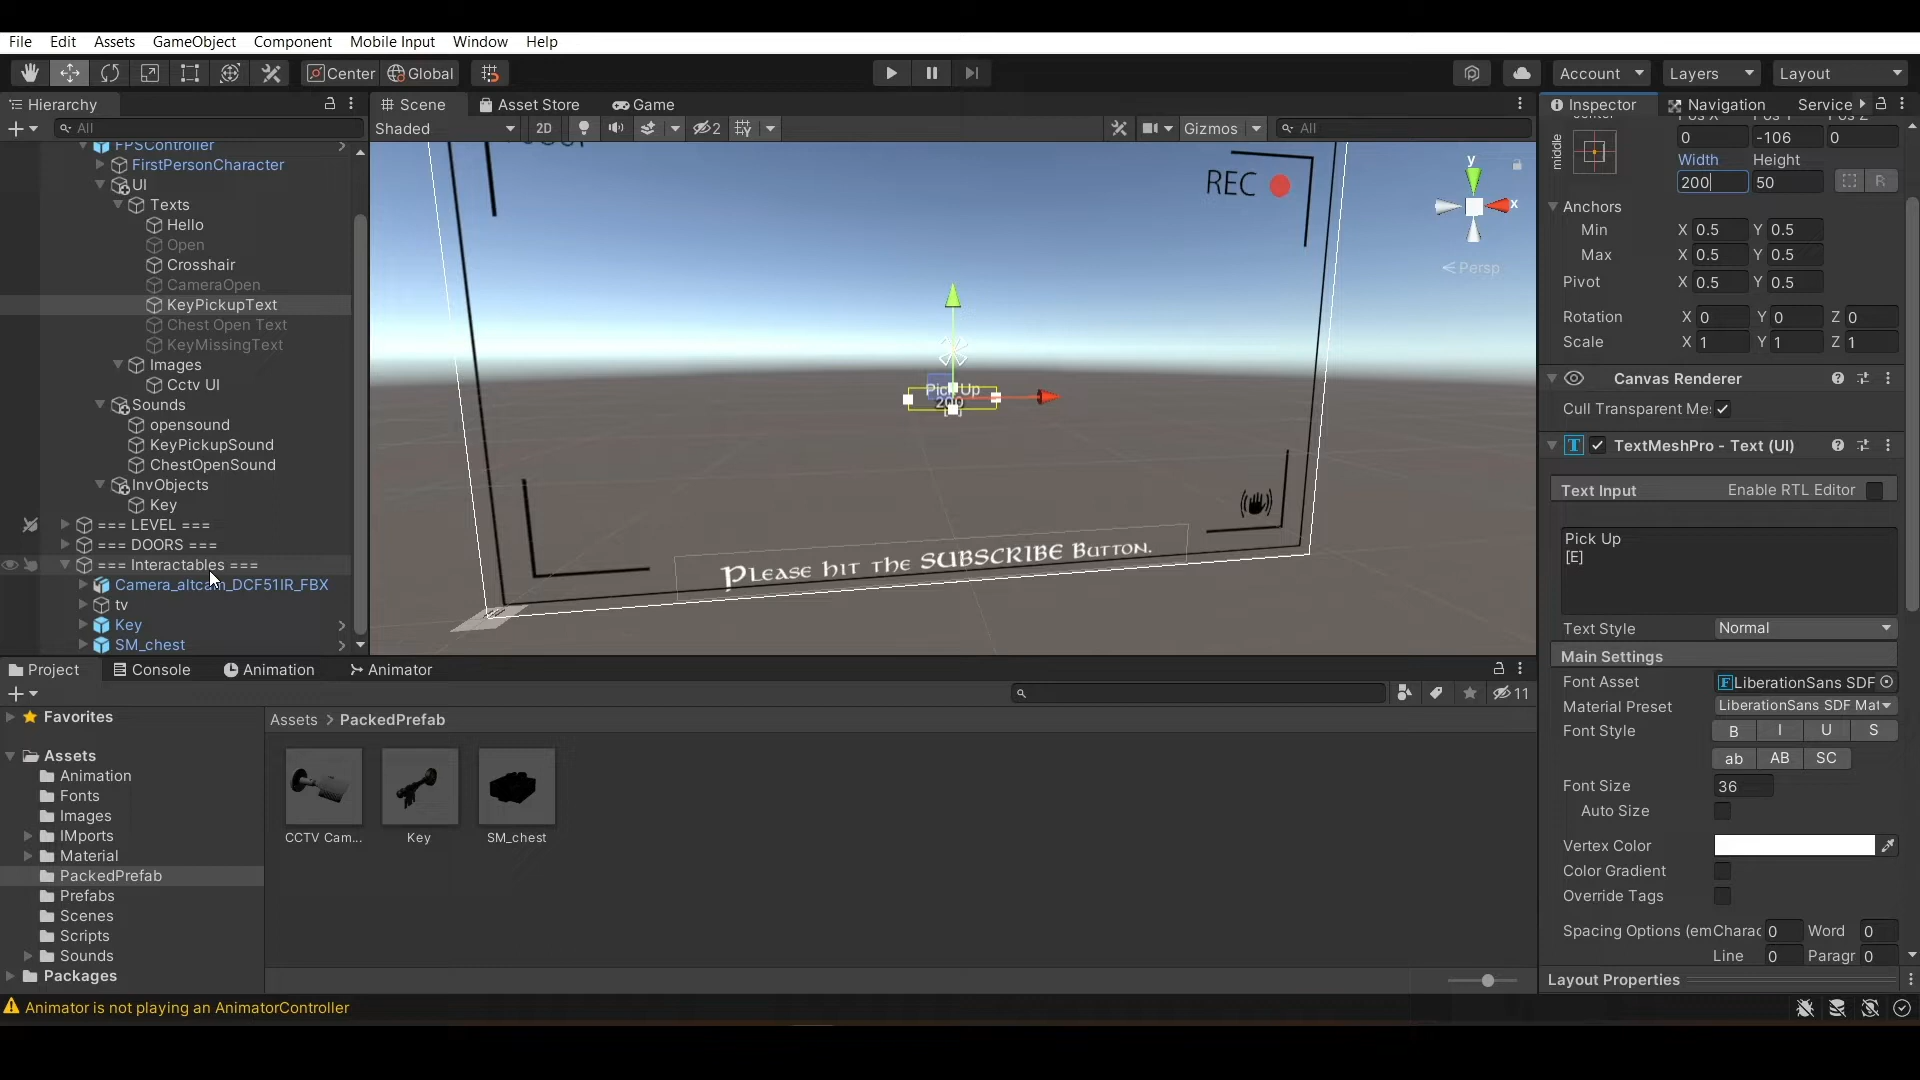 File Edit Assets GameObject Component Mobile Input Window Help
Center Global Account Layers Layout
Hierarchy Scene Asset Store Game Inspector Navigation Service
All Shaded 2D 2 Gizmos All
FPSController
FirstPersonCharacter
UI
Texts
Hello
Open
Crosshair
CameraOpen
KeyPickupText
Chest Open Text
KeyMissingText
Images
Cctv UI
Sounds
opensound
KeyPickupSound
ChestOpenSound
InvObjects
Key
=== LEVEL ===
=== DOORS ===
=== Interactables ===
Camera_altcam_DCF51IR_FBX
tv
Key
SM_chest
REC
y
x
Persp
Pick Up
200
Please hit the SUBSCRIBE Button.
middle
0 -106 0
Width Height
200 50 R
Anchors
Min X 0.5 Y 0.5
Max X 0.5 Y 0.5
Pivot X 0.5 Y 0.5
Rotation X 0 Y 0 Z 0
Scale X 1 Y 1 Z 1
Canvas Renderer
Cull Transparent Me:
TextMeshPro - Text (UI)
Text Input Enable RTL Editor
Pick Up
[E]
Text Style Normal
Main Settings
Font Asset LiberationSans SDF
Material Preset LiberationSans SDF Mat
Font Style B I U S
ab AB SC
Font Size 36
Auto Size
Vertex Color
Color Gradient
Override Tags
Spacing Options (em Charac 0 Word 0
Line 0 Paragr 0
Layout Properties
Project Console Animation Animator
11
Favorites
Assets
Animation
Fonts
Images
IMports
Material
PackedPrefab
Prefabs
Scenes
Scripts
Sounds
Packages
Assets > PackedPrefab
CCTV Cam... Key SM_chest
Animator is not playing an AnimatorController